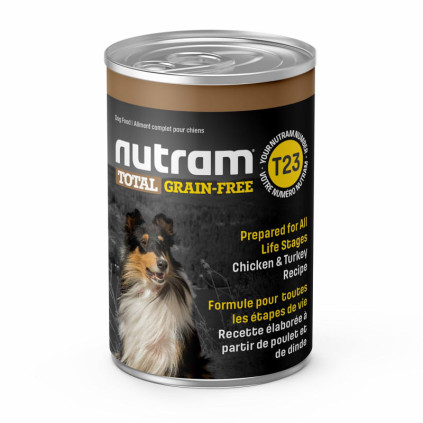 Dog Food | Aliment complet pour chiens
nutram
TOTAL GRAIN-FREE
YOUR NUTRAM NUMBER
T23
VOTRE NUMÉRO NUTRAM
Prepared for All
Life Stages
Chicken & Turkey
Recipe
Formule pour toutes
les étapes de vie
Recette élaborée à
partir de poulet et
de dinde